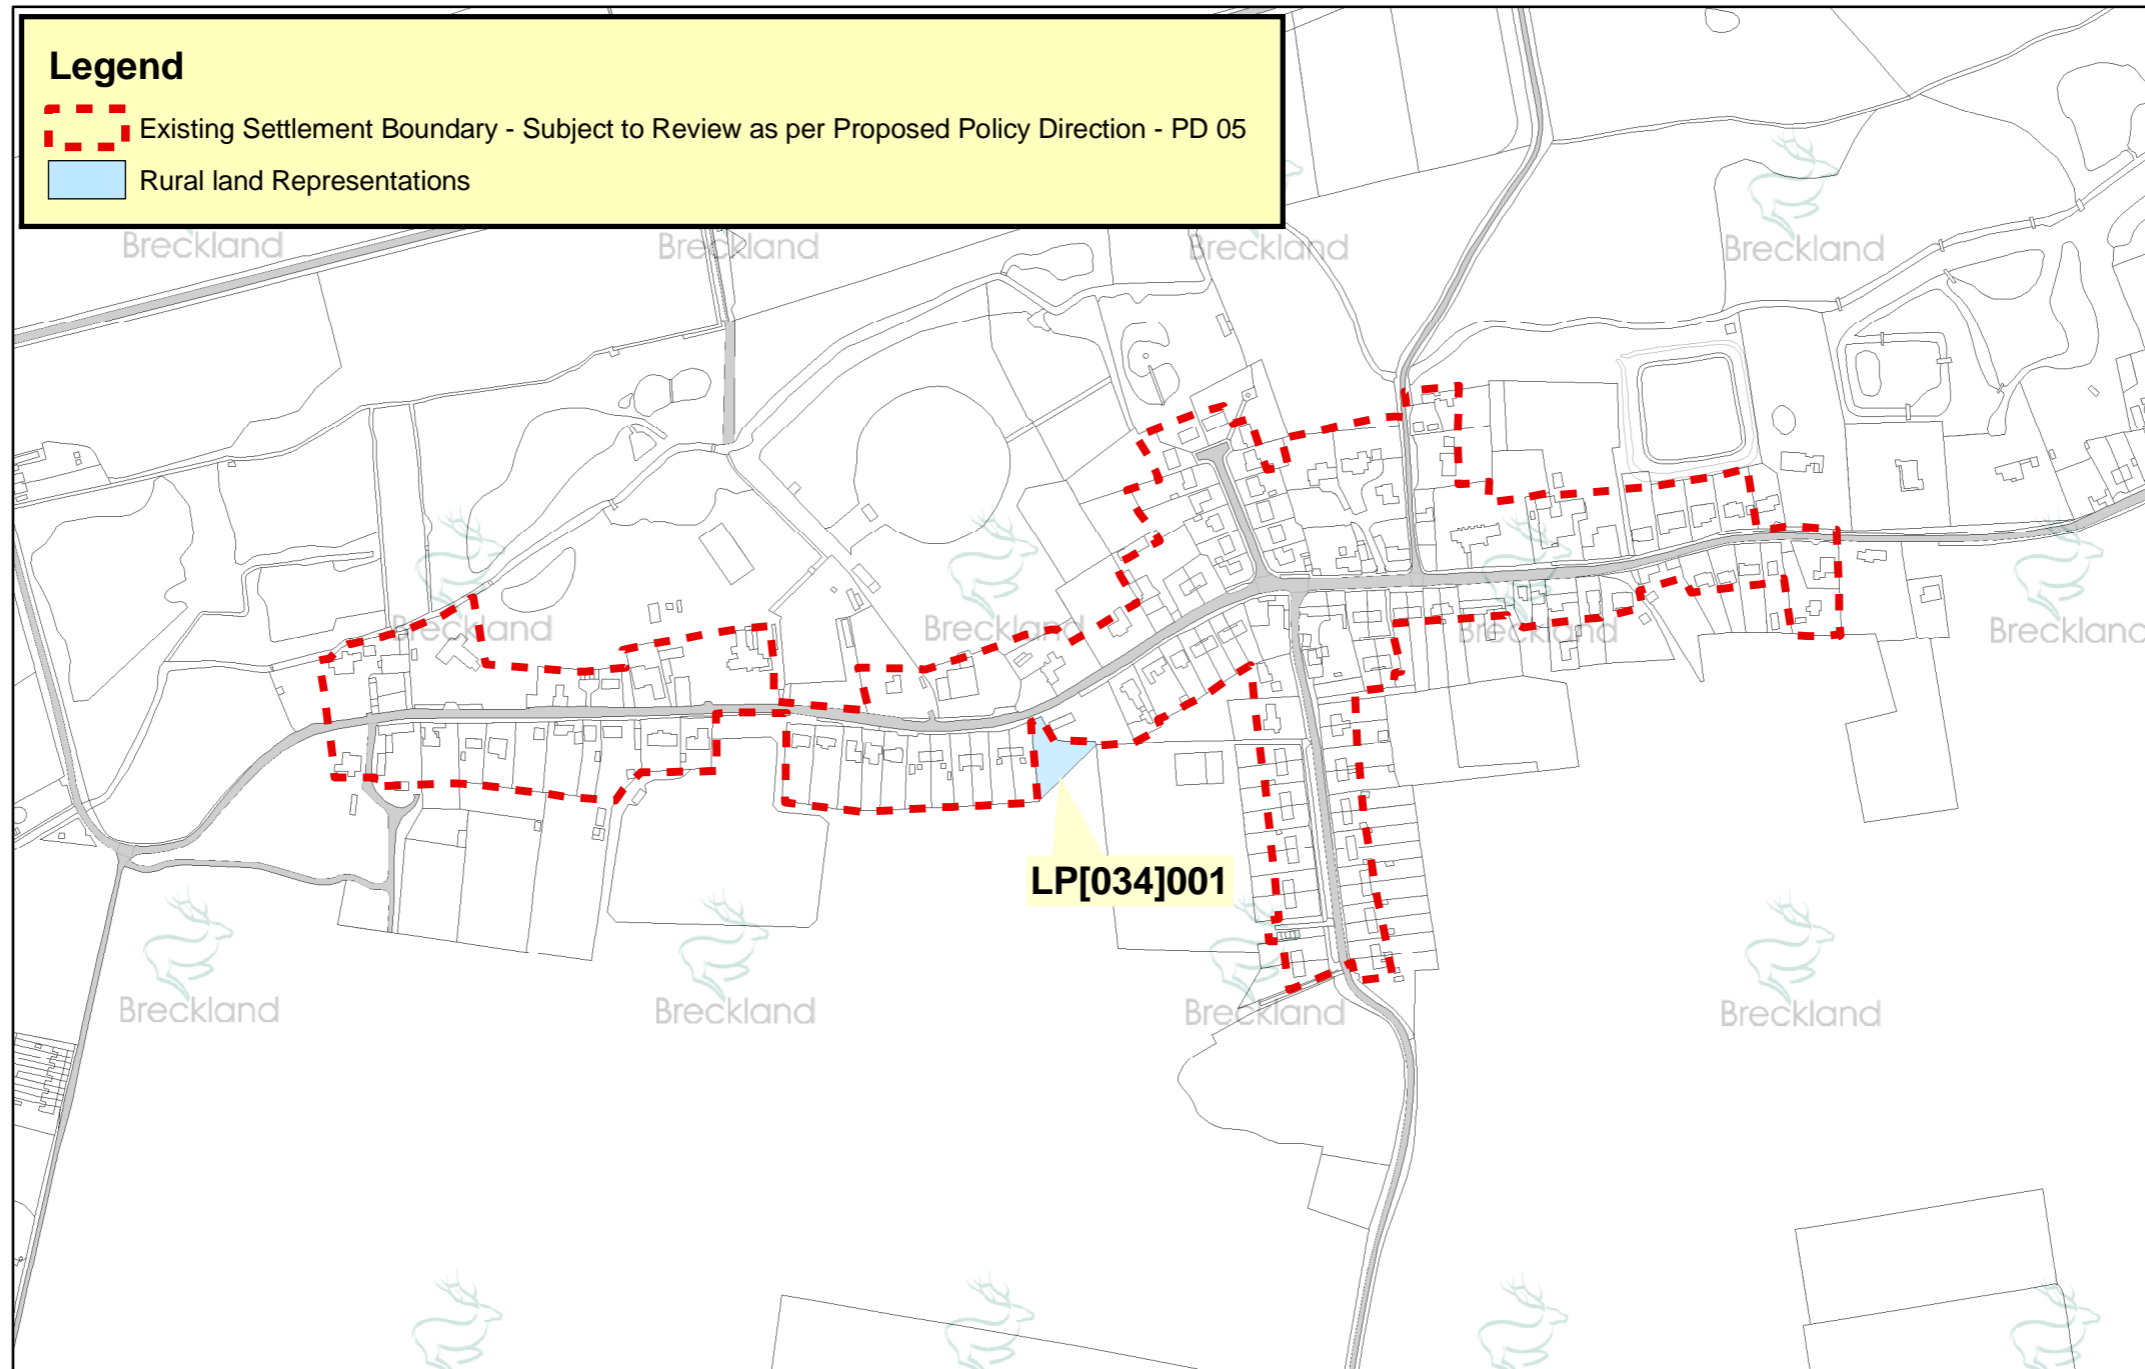 Legend
Existing Settlement Boundary - Subject to Review as per Proposed Policy Direction - PD 05
Rural land Representations
Breckland Breckland Breckland Breckland
Breckland Breckland Breckland Breckland
LP[034]001
Breckland Breckland Breckland Breckland